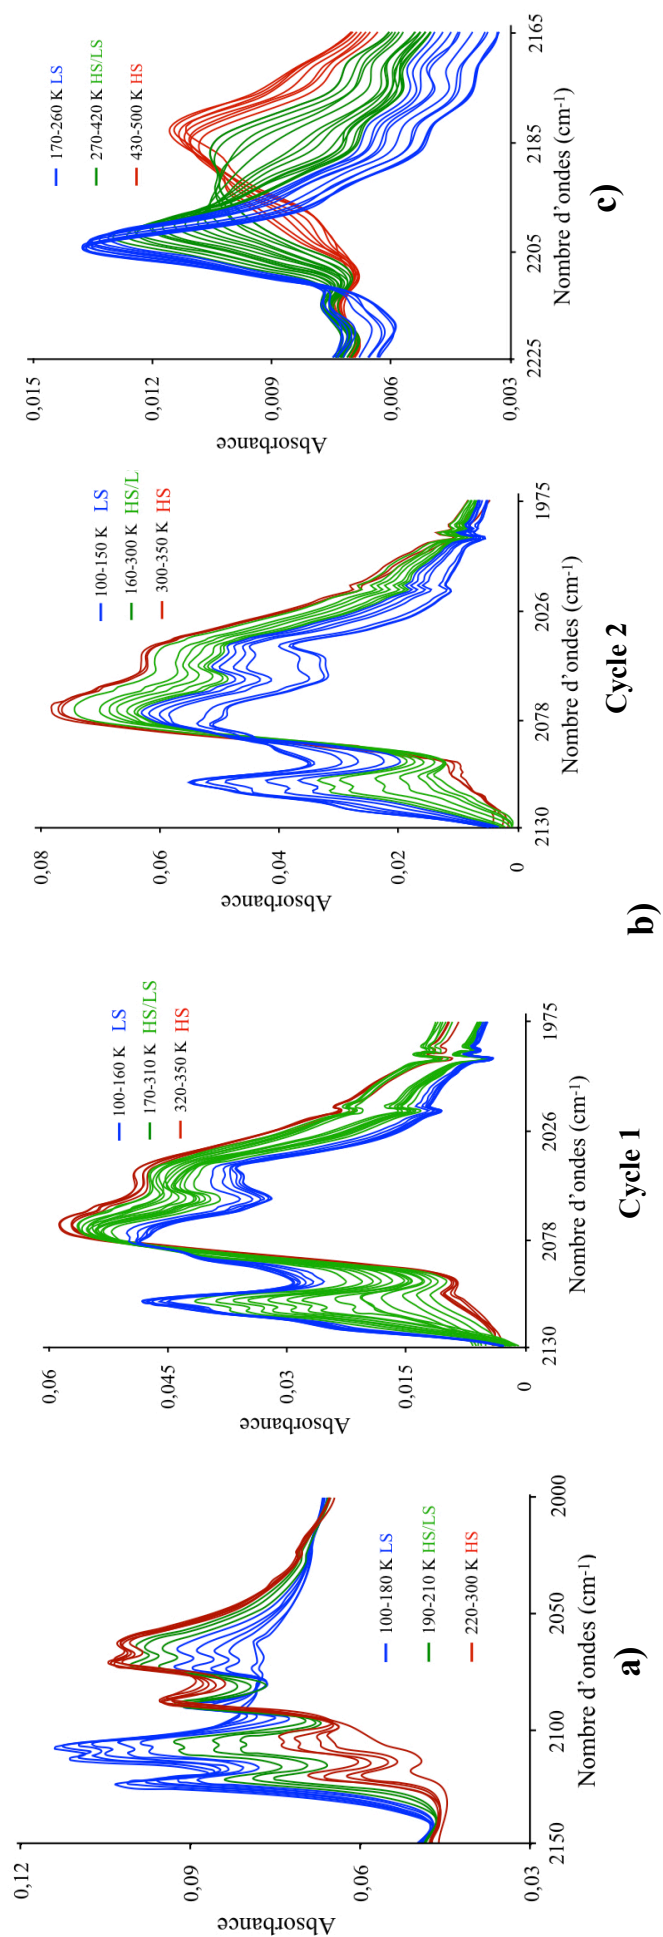 0,12
0,09
0,06
0,03
Absorbance
100-180 K LS
190-210 K HS/LS
220-300 K HS
2150
2100
2050
2000
Nombre d'ondes (cm-1)
a)
0,06
0,045
0,03
0,015
0
Absorbance
100-160 K LS
170-310 K HS/LS
320-350 K HS
2130
2078
2026
1975
Nombre d'ondes (cm-1)
Cycle 1
b)
0,08
0,06
0,04
0,02
0
Absorbance
100-150 K LS
160-300 K HS/L
300-350 K HS
2130
2078
2026
1975
Nombre d'ondes (cm-1)
Cycle 2
0,015
0,012
0,009
0,006
0,003
Absorbance
170-260 K LS
270-420 K HS/LS
430-500 K HS
2225
2205
2185
2165
Nombre d'ondes (cm-1)
c)